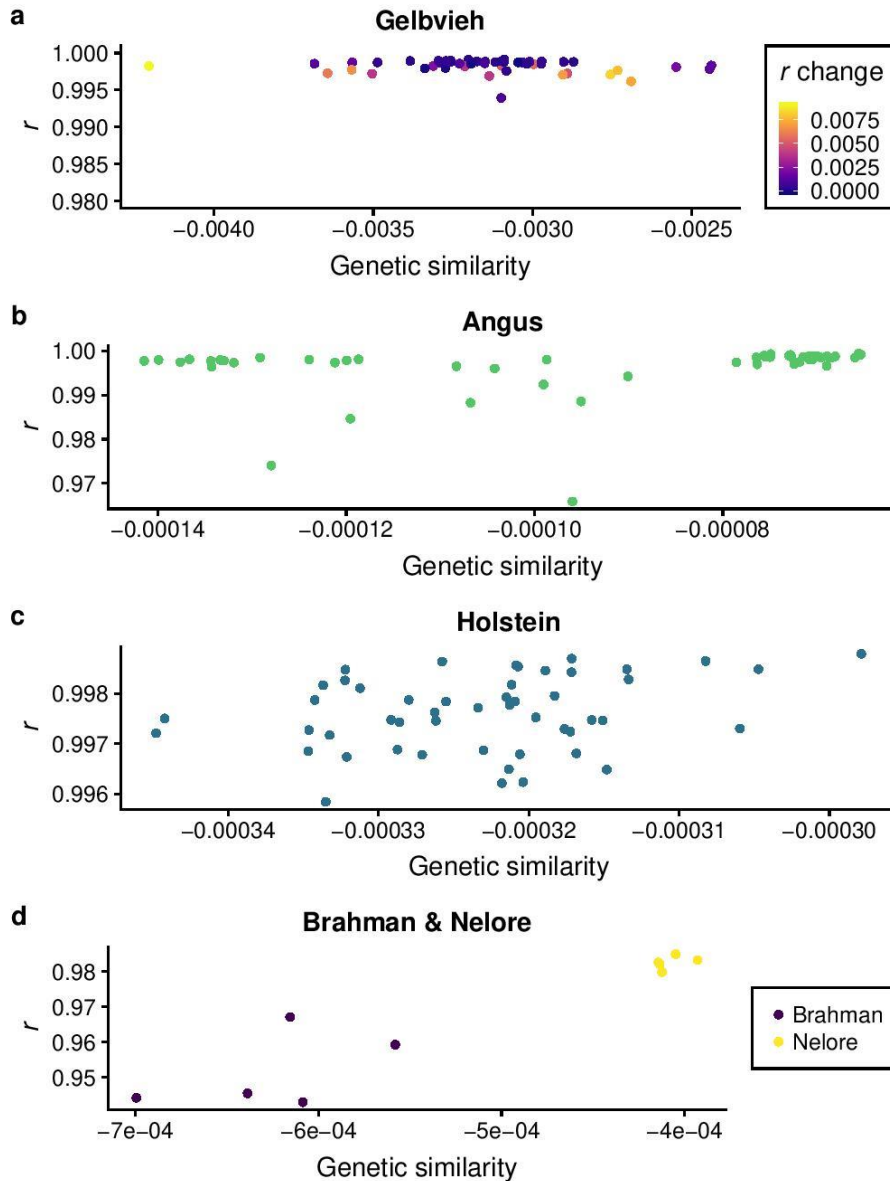 a
Gelbvieh
1.000
0.995
0.990
0.985
0.980
r
−0.0040 −0.0035 −0.0030 −0.0025
Genetic similarity
r change
0.0075
0.0050
0.0025
0.0000
b
Angus
1.00
0.99
0.98
0.97
r
−0.00014 −0.00012 −0.00010 −0.00008
Genetic similarity
c
Holstein
0.998
0.997
0.996
r
−0.00034 −0.00033 −0.00032 −0.00031 −0.00030
Genetic similarity
d
Brahman & Nelore
0.98
0.97
0.96
0.95
r
−7e−04 −6e−04 −5e−04 −4e−04
Genetic similarity
Brahman
Nelore